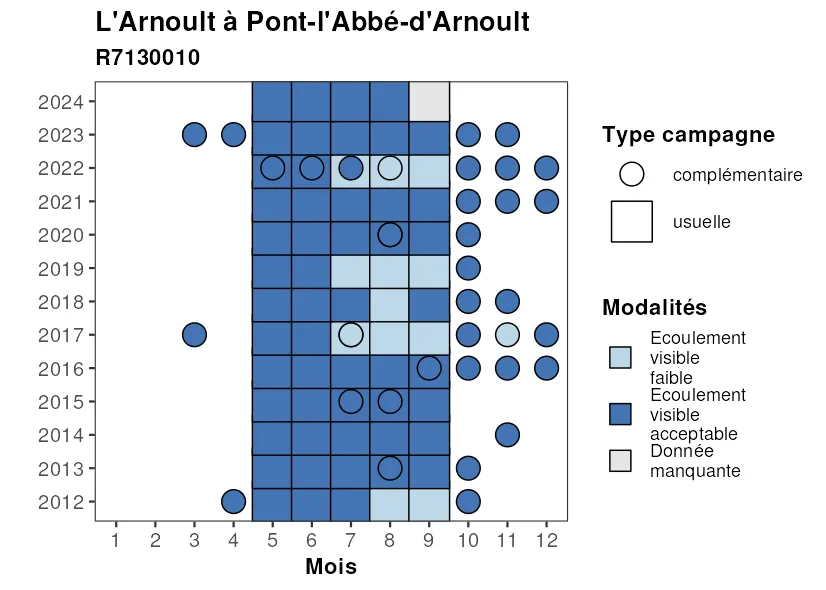 L'Arnoult à Pont-l'Abbé-d'Arnoult
R7130010
2024
2023
2022
2021
2020
2019
2018
2017
2016
2015
2014
2013
2012
1 2 3 4 5 6 7 8 9 10 11 12
Mois
Type campagne
complémentaire
usuelle
Modalités
Ecoulement
visible
faible
Ecoulement
visible
acceptable
Donnée
manquante